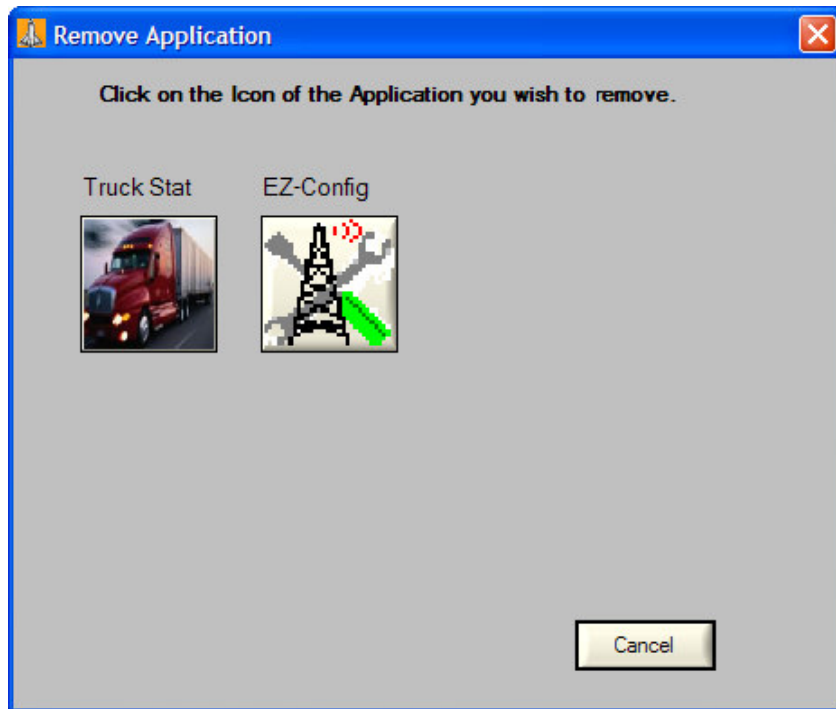 Remove Application
Click on the Icon of the Application you wish to remove.
Truck Stat EZ-Config
Cancel